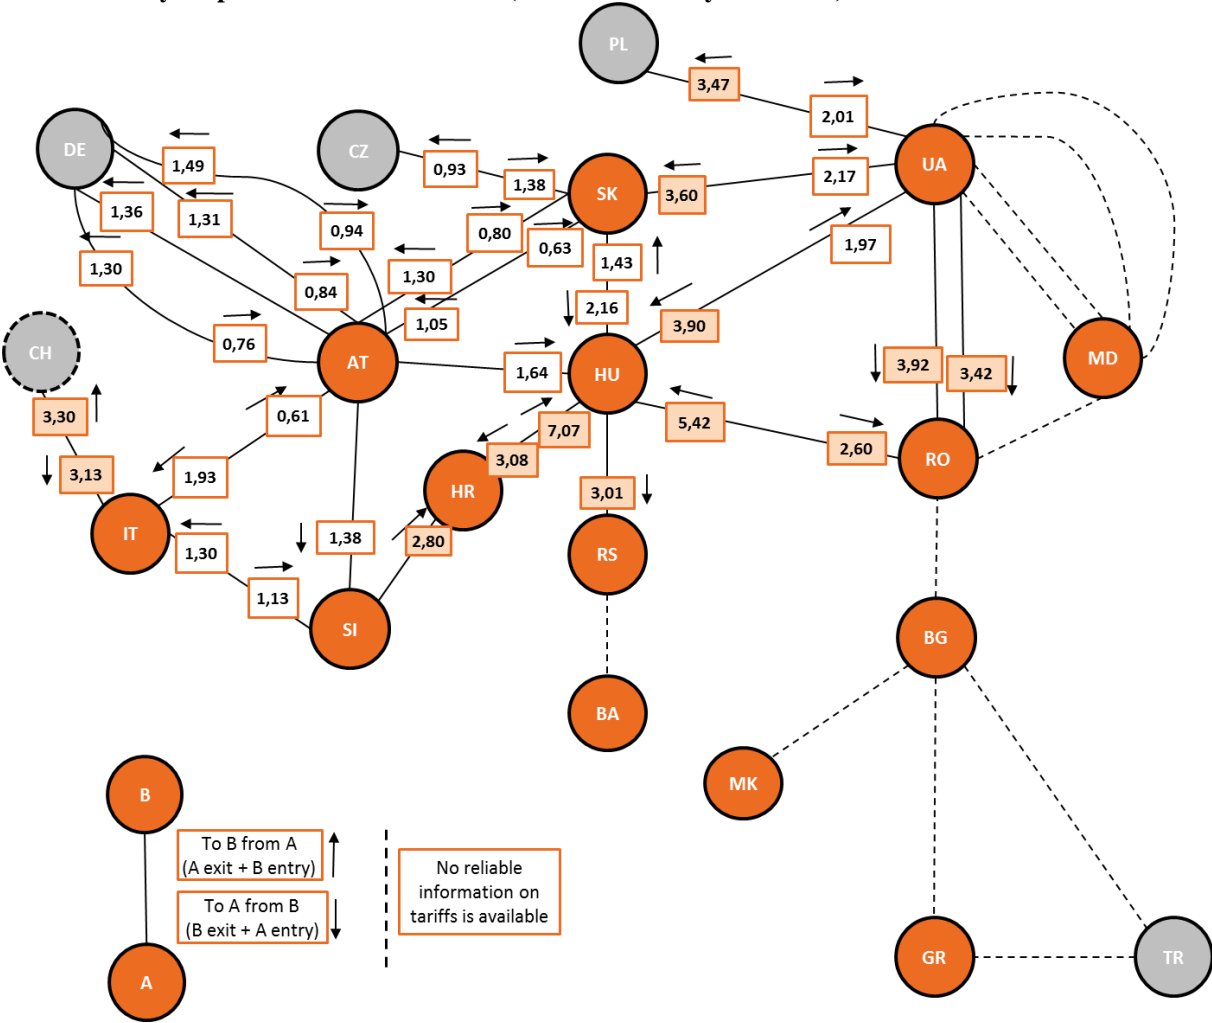 PL
3,47
2,01
DE
1,49
CZ
0,93
1,38
SK
3,60
2,17
UA
1,36
1,31
0,94
0,80
0,63
1,97
1,30
1,30
1,43
0,84
1,05
2,16
3,90
CH
0,76
AT
1,64
HU
3,92
3,42
MD
3,30
0,61
7,07
5,42
2,60
RO
3,13
1,93
3,08
HR
3,01
IT
1,30
1,38
2,80
RS
1,13
SI
BG
BA
MK
B
To B from A
(A exit + B entry)
To A from B
(B exit + A entry)
No reliable
information on
tariffs is available
A
GR
TR